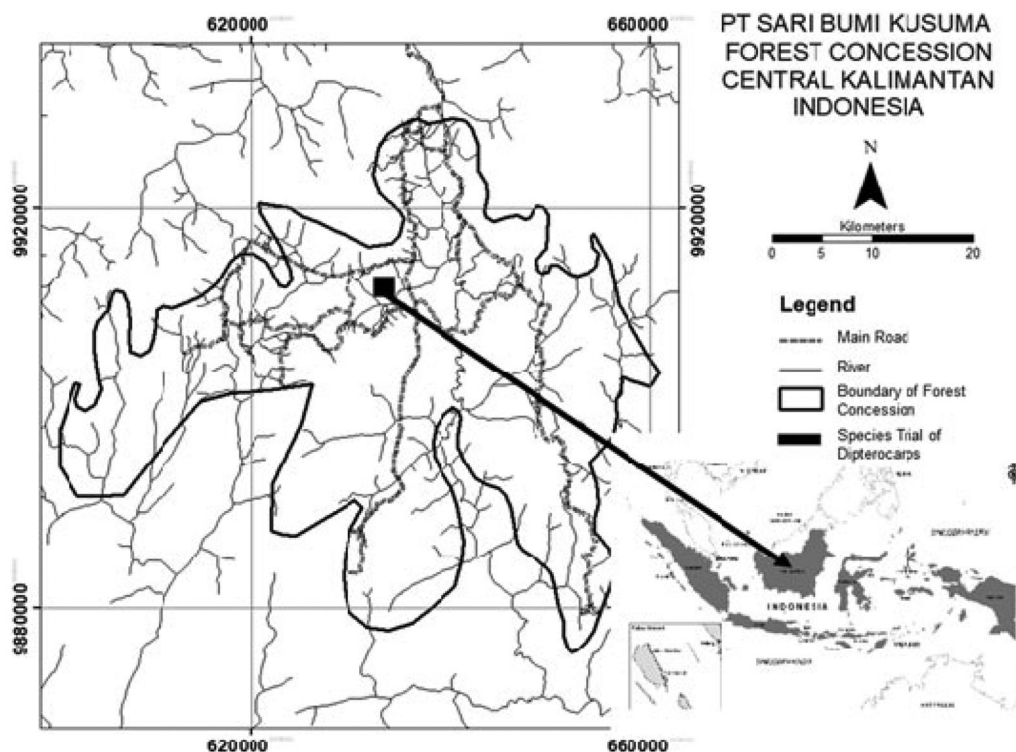 620000
660000
PT SARI BUMI KUSUMA
FOREST CONCESSION
CENTRAL KALIMANTAN
INDONESIA
N
9920000
9920000
Kilometers
0
5
10
20
Legend
Main Road
River
Boundary of Forest
Concession
Species Trial of
Dipterocarps
INDONESIA
9880000
620000
660000